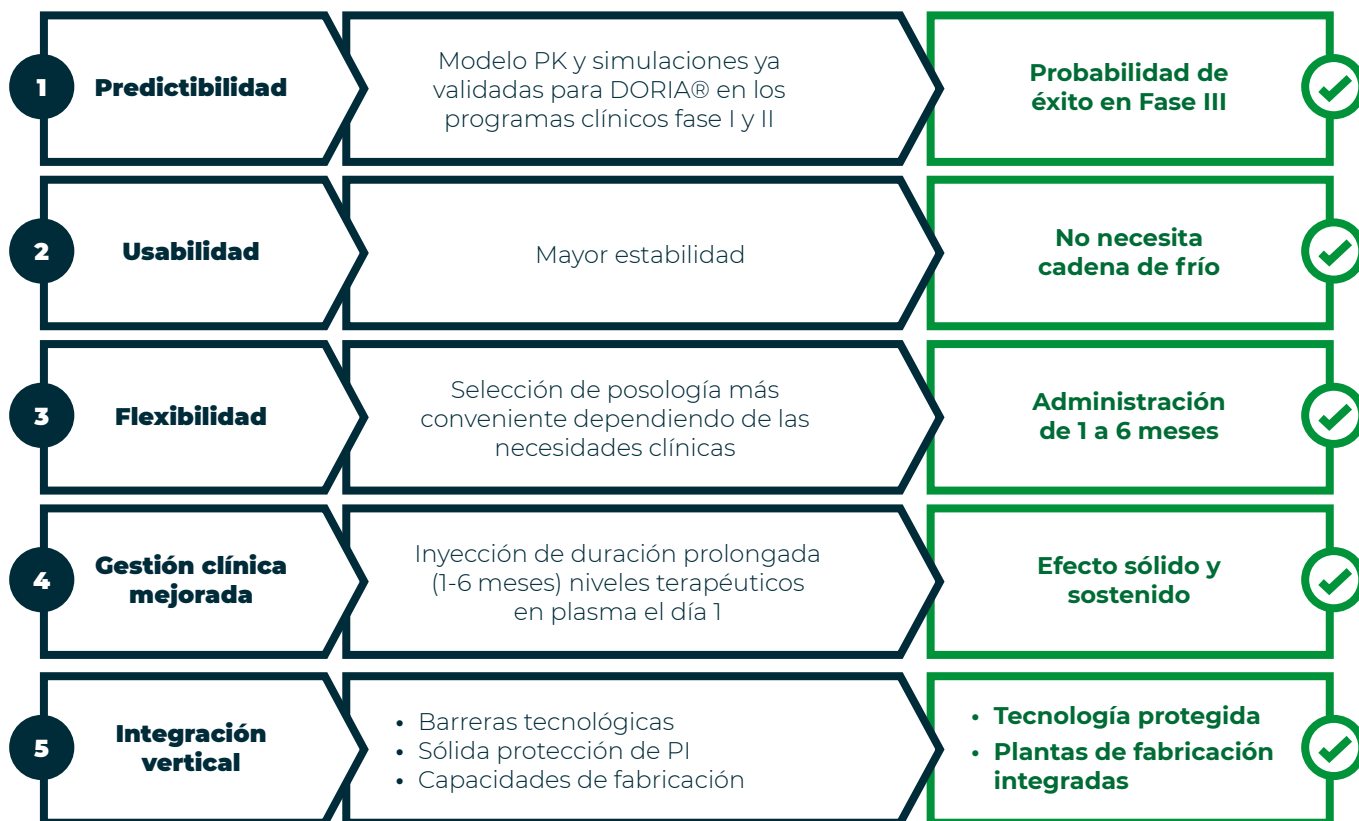 1
Predictibilidad
Modelo PK y simulaciones ya
validadas para DORIA® en los
programas clínicos fase I y II
Probabilidad de
éxito en Fase III
2
Usabilidad
Mayor estabilidad
No necesita
cadena de frío
3
Flexibilidad
Selección de posología más
conveniente dependiendo de las
necesidades clínicas
Administración
de 1 a 6 meses
4
Gestión clínica
mejorada
Inyección de duración prolongada
(1-6 meses) niveles terapéuticos
en plasma el día 1
Efecto sólido y
sostenido
5
Integración
vertical
• Barreras tecnológicas
• Sólida protección de PI
• Capacidades de fabricación
• Tecnología protegida
• Plantas de fabricación
integradas